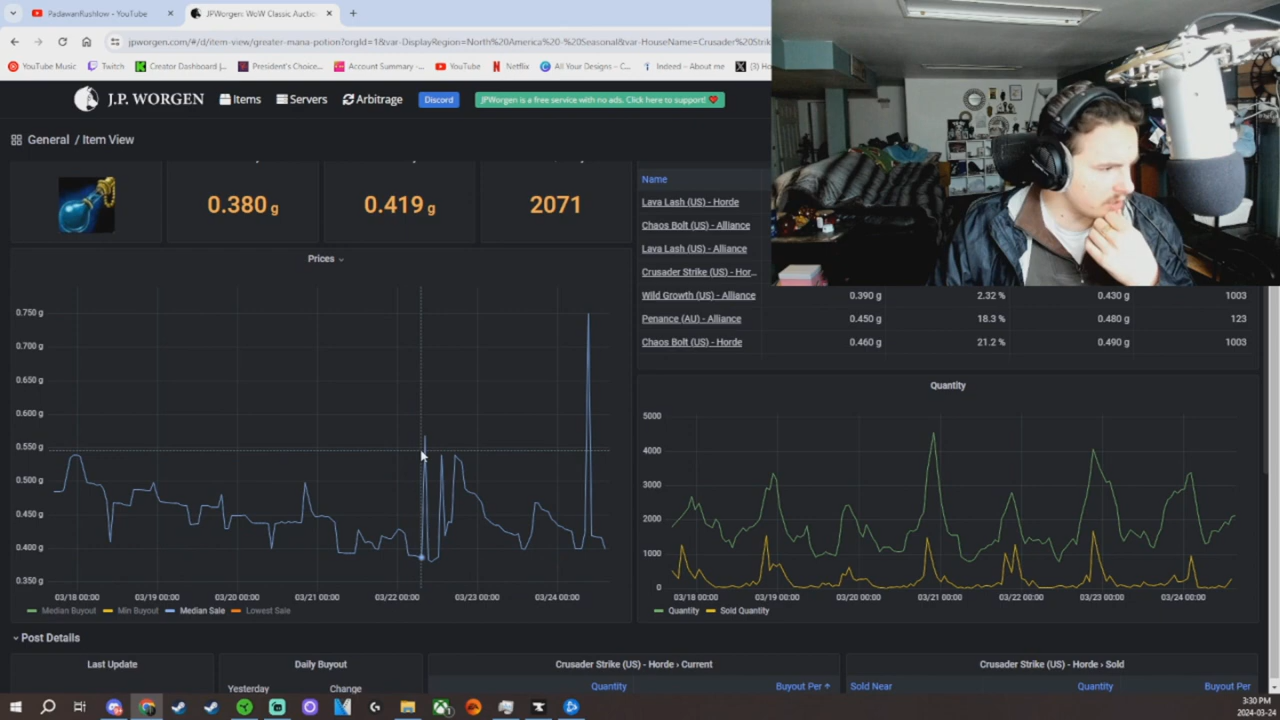 PadawanKushlow - YouTube
JPWorgen: WoW Classic Auctio
jpworgen.com/#/d/item-view/greater-mana-potion?orgId=1&var-DisplayRegion=North%20America%20-%20Seasonal&var-HouseName=Crusader%20Strik
YouTube Music
Twitch
Creator Dashboard |...
President's Choice...
Account Summary -...
YouTube
Netflix
All Your Designs – C...
Indeed – About me
(3) Ho
J.P. WORGEN
Items
Servers
Arbitrage
Discord
JPWorgen is a free service with no ads. Click here to support!
General / Item View
0.380 g
0.419 g
2071
Name
Lava Lash (US) - Horde
Chaos Bolt (US) - Alliance
Lava Lash (US) - Alliance
Crusader Strike (US) - Hor...
Wild Growth (US) - Alliance 0.390 g 2.32 % 0.430 g 1003
Penance (AU) - Alliance 0.450 g 18.3 % 0.480 g 123
Chaos Bolt (US) - Horde 0.460 g 21.2 % 0.490 g 1003
Prices
0.750 g
0.700 g
0.650 g
0.600 g
0.550 g
0.500 g
0.450 g
0.400 g
0.350 g
03/18 00:00 03/19 00:00 03/20 00:00 03/21 00:00 03/22 00:00 03/23 00:00 03/24 00:00
Median Buyout Min Buyout Median Sale Lowest Sale
Quantity
5000
4000
3000
2000
1000
0
03/18 00:00 03/19 00:00 03/20 00:00 03/21 00:00 03/22 00:00 03/23 00:00 03/24 00:00
Quantity Sold Quantity
Post Details
Last Update
Daily Buyout
Yesterday Change
Crusader Strike (US) - Horde › Current
Quantity Buyout Per
Crusader Strike (US) - Horde › Sold
Sold Near Quantity Buyout Per
3:30 PM
2024-03-24